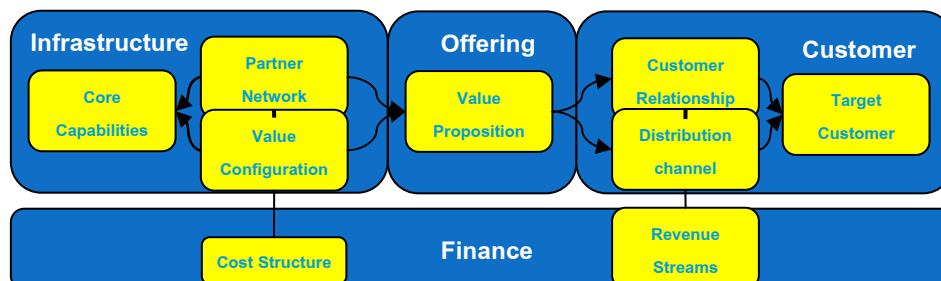 Infrastructure
Offering
Customer
Partner
Network
Core
Capabilities
Value
Configuration
Value
Proposition
Customer
Relationship
Distribution
channel
Target
Customer
Finance
Cost Structure
Revenue
Streams